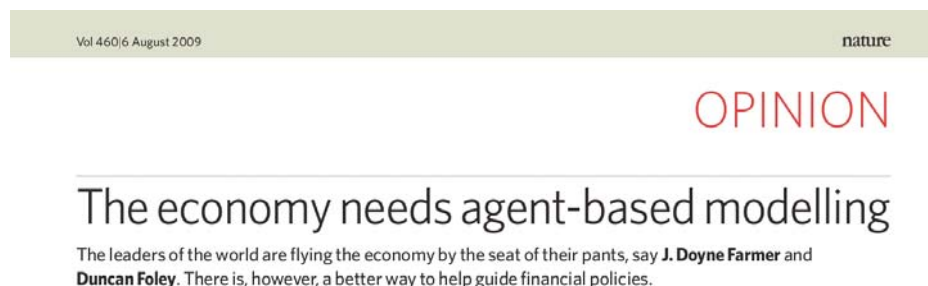 Vol 460|6 August 2009
nature
OPINION
The economy needs agent-based modelling
The leaders of the world are flying the economy by the seat of their pants, say J. Doyne Farmer and
Duncan Foley. There is, however, a better way to help guide financial policies.